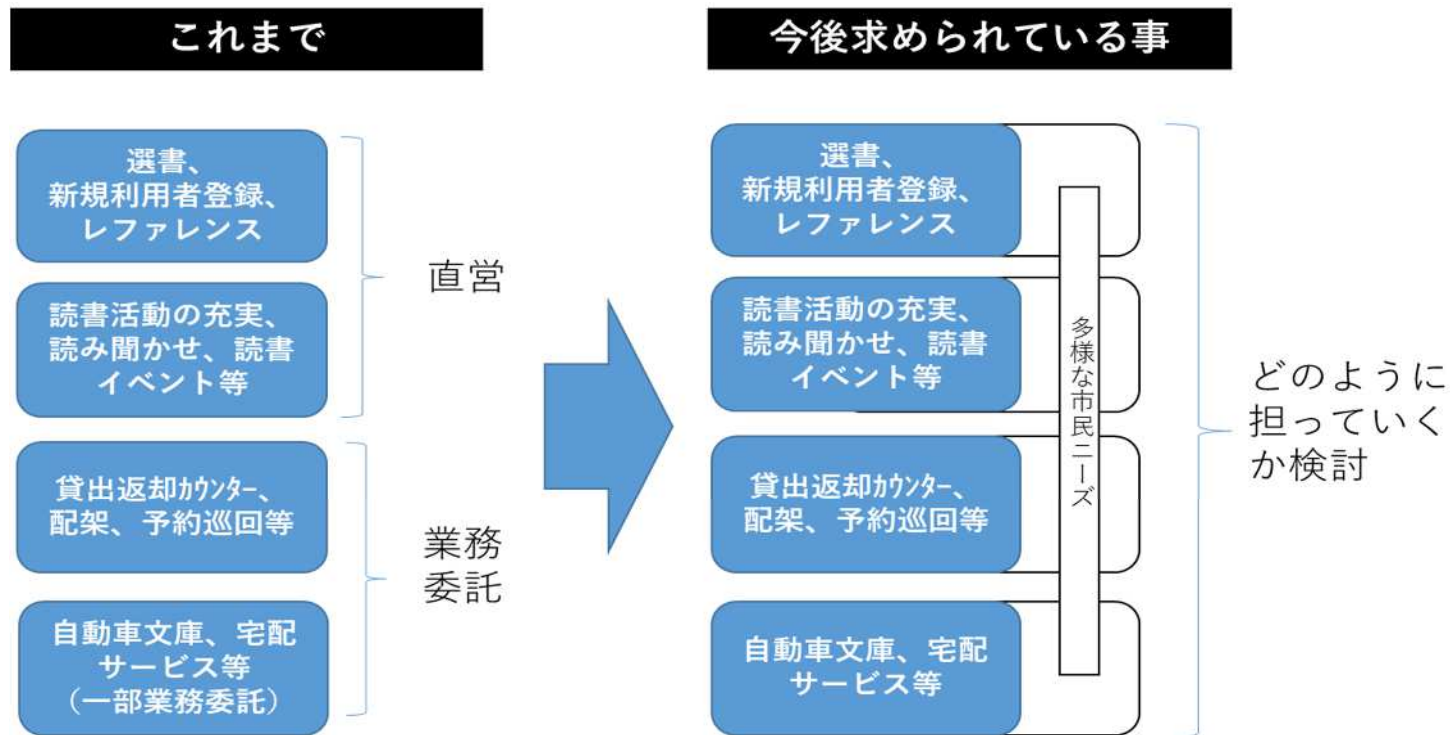 これまで
選書、
新規利用者登録、
レファレンス
読書活動の充実、
読み聞かせ、読書
イベント等
直営
貸出返却ｶｳﾝﾀｰ、
配架、予約巡回等
自動車文庫、宅配
サービス等
（一部業務委託）
業務
委託
今後求められている事
選書、
新規利用者登録、
レファレンス
読書活動の充実、
読み聞かせ、読書
イベント等
貸出返却ｶｳﾝﾀｰ、
配架、予約巡回等
自動車文庫、宅配
サービス等
多様な市民ニーズ
どのように
担っていく
か検討